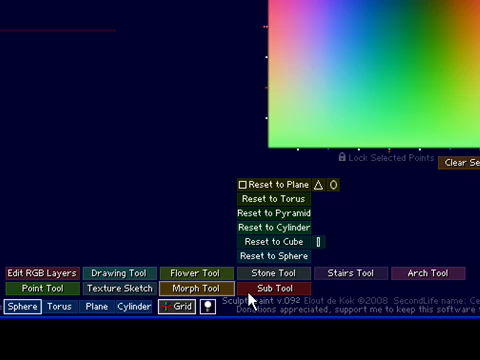 Lock Selected Points
Clear Se
Reset to Plane
Reset to Torus
Reset to Pyramid
Reset to Cylinder
Reset to Cube
Reset to Sphere
Edit RGB Layers Drawing Tool Flower Tool Stone Tool Stairs Tool Arch Tool
Point Tool Texture Sketch Morph Tool Sub Tool
Sphere Torus Plane Cylinder Grid
v.092 Elout de Kok ©2008 SecondLife name: Ce
Donations appreciated, support me to keep this software